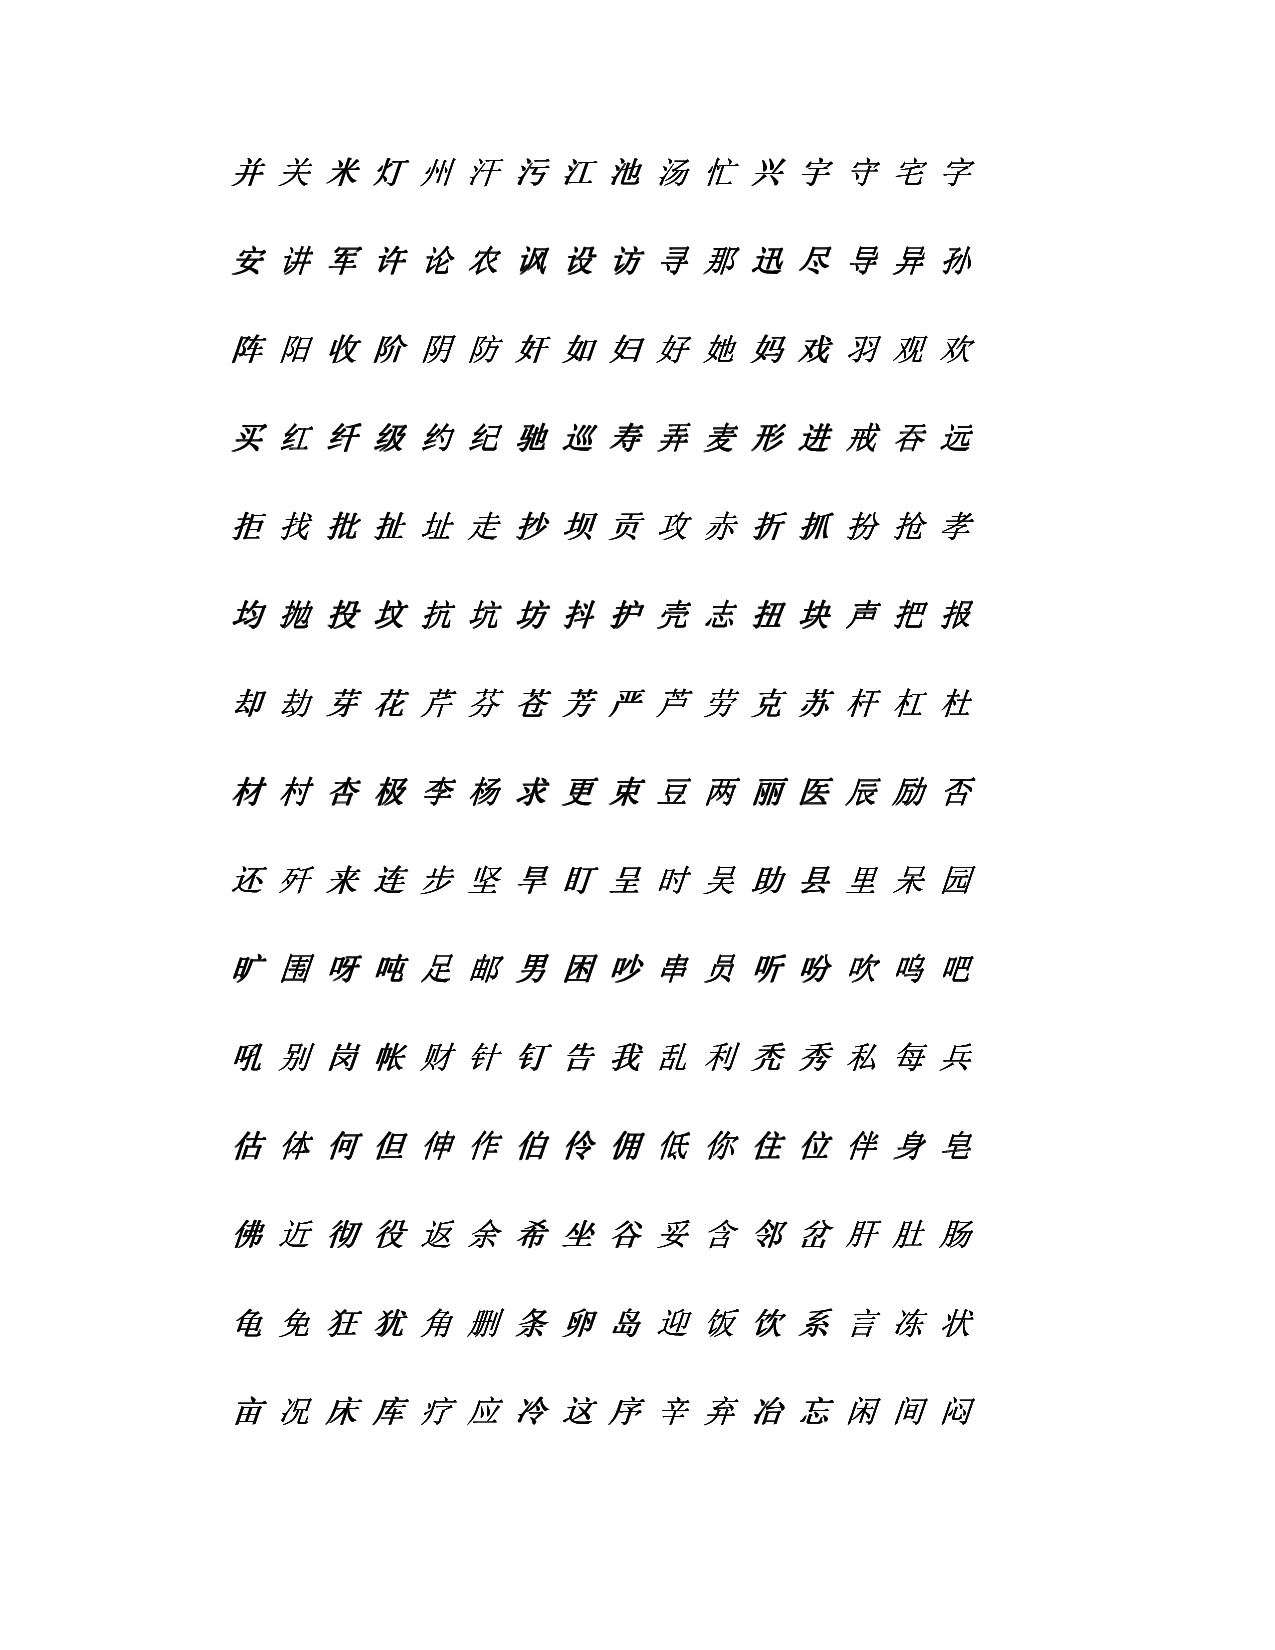 并 关 米 灯 州 汗 污 江 池 汤 忙 兴 宇 守 宅 字
安 讲 军 许 论 农 讽 设 访 寻 那 迅 尽 导 异 孙
阵 阳 收 阶 阴 防 奸 如 妇 好 她 妈 戏 羽 观 欢
买 红 纤 级 约 纪 驰 巡 寿 弄 麦 形 进 戒 吞 远
拒 找 批 扯 址 走 抄 坝 贡 攻 赤 折 抓 扮 抢 孝
均 抛 投 坟 抗 坑 坊 抖 护 壳 志 扭 块 声 把 报
却 劫 芽 花 芹 芬 苍 芳 严 芦 劳 克 苏 杆 杠 杜
材 村 杏 极 李 杨 求 更 束 豆 两 丽 医 辰 励 否
还 歼 来 连 步 坚 旱 盯 呈 时 吴 助 县 里 呆 园
旷 围 呀 吨 足 邮 男 困 吵 串 员 听 吩 吹 呜 吧
吼 别 岗 帐 财 针 钉 告 我 乱 利 秃 秀 私 每 兵
估 体 何 但 伸 作 伯 伶 佣 低 你 住 位 伴 身 皂
佛 近 彻 役 返 余 希 坐 谷 妥 含 邻 岔 肝 肚 肠
龟 免 狂 犹 角 删 条 卵 岛 迎 饭 饮 系 言 冻 状
亩 况 床 库 疗 应 冷 这 序 辛 弃 冶 忘 闲 间 闷